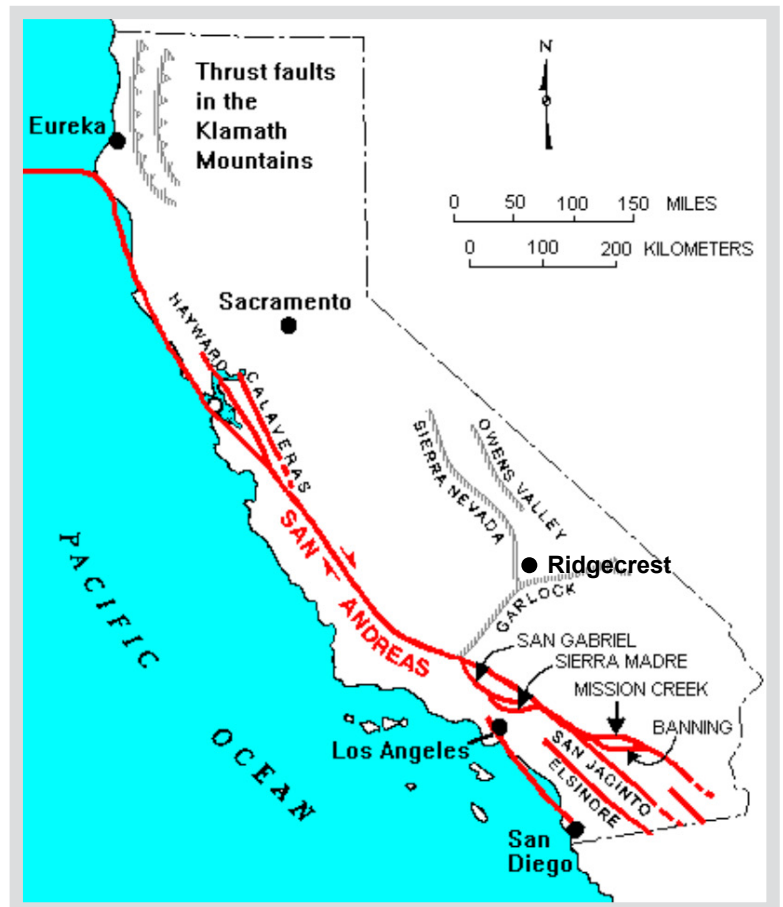 Thrust faults
in the
Klamath
Mountains
N
Eureka
0 50 100 150 MILES
0 100 200 KILOMETERS
Sacramento
HAYWARD
CALAVERAS
SIERRA NEVADA
OWENS VALLEY
Ridgecrest
GARLOCK
SAN
ANDREAS
PACIFIC
OCEAN
SAN GABRIEL
SIERRA MADRE
MISSION CREEK
BANNING
Los Angeles
SAN JACINTO
ELSINORE
San
Diego